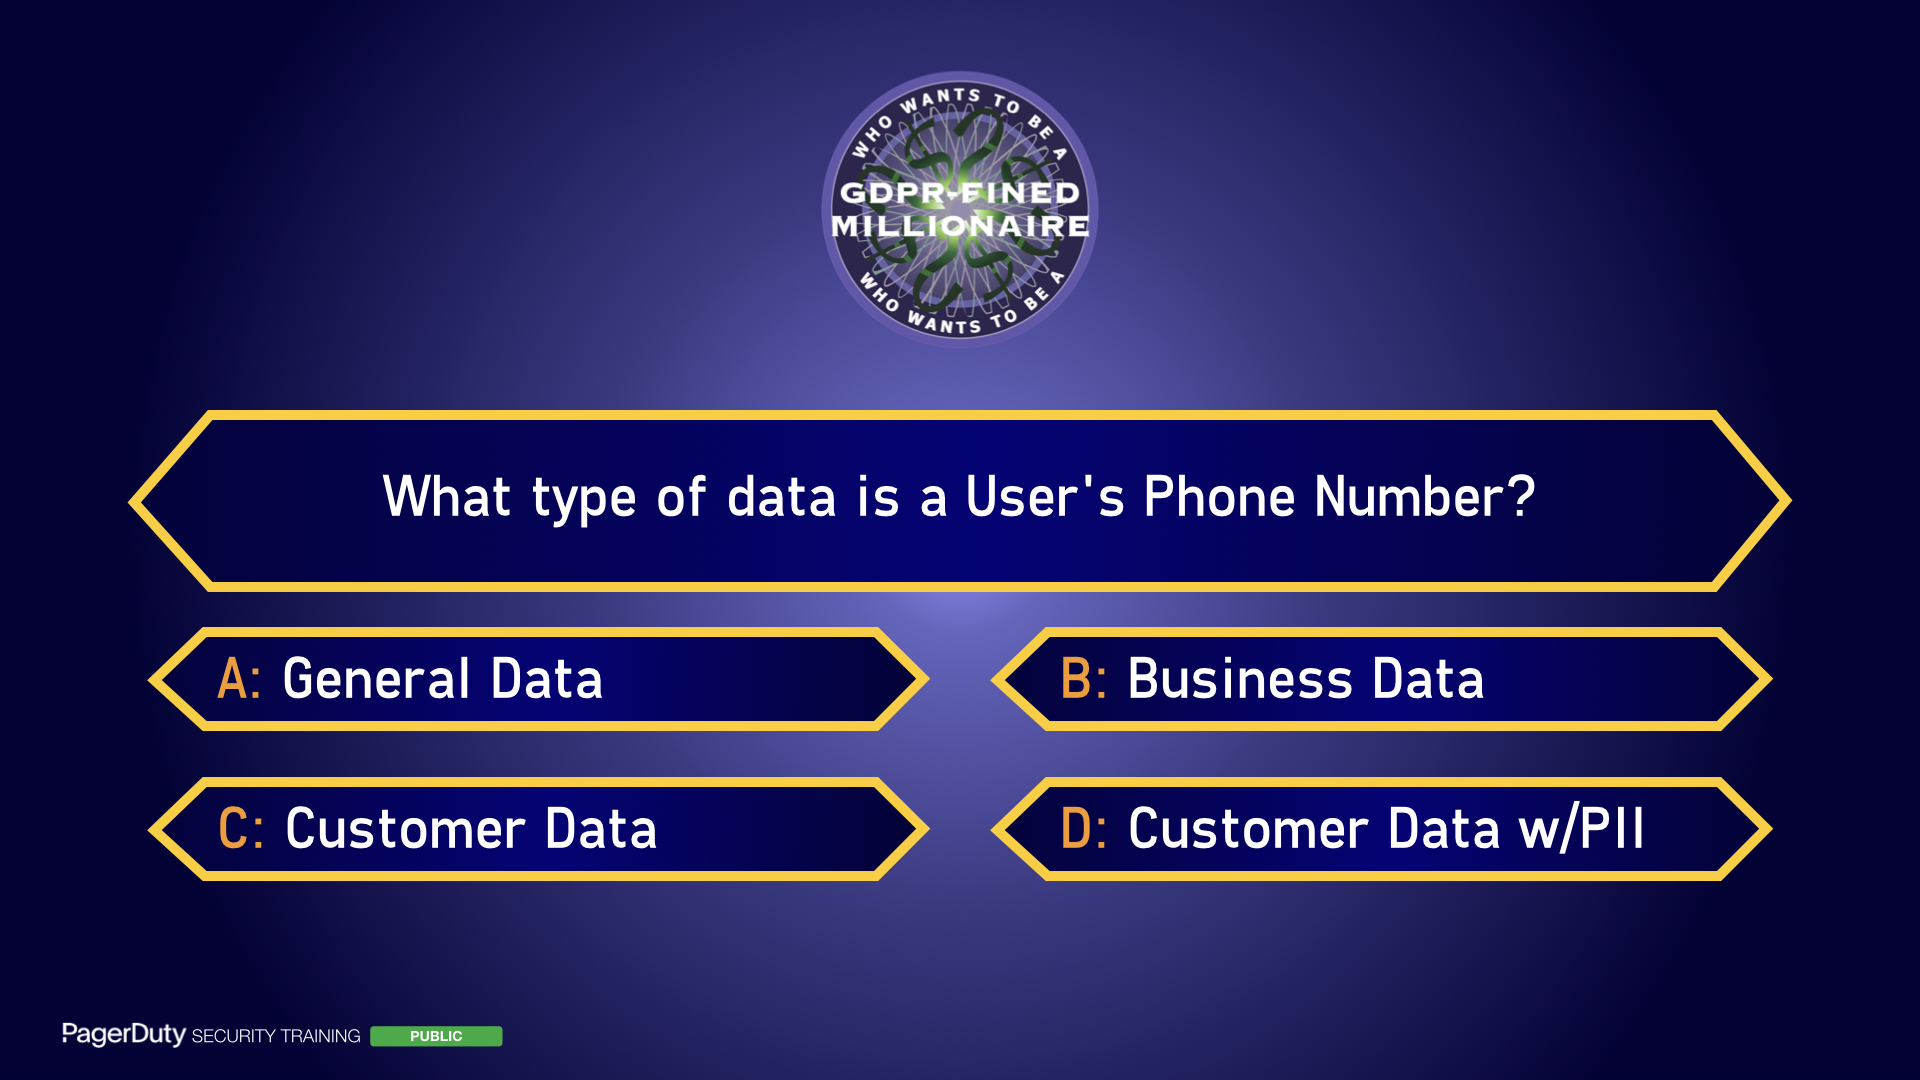 WHO WANTS TO BE A
GDPR-FINED
MILLIONAIRE
WHO WANTS TO BE A
What type of data is a User's Phone Number?
A: General Data
B: Business Data
C: Customer Data
D: Customer Data w/PII
PagerDuty SECURITY TRAINING PUBLIC